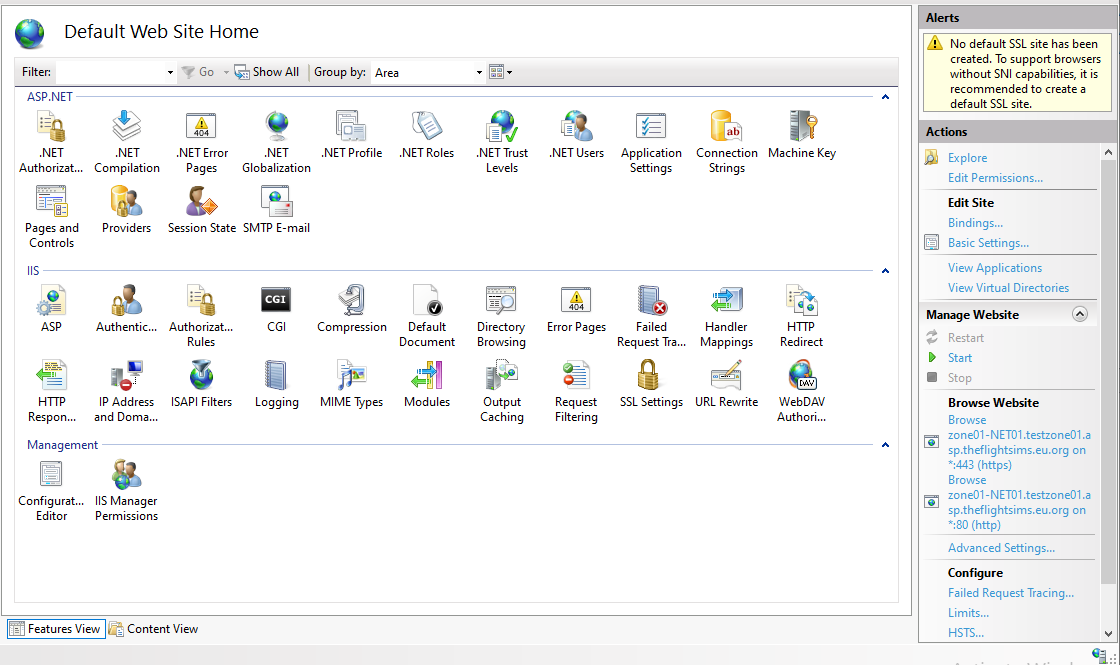 Default Web Site Home
Filter:
Go
Show All
Group by:
Area
ASP.NET
.NET
Authorizat...
.NET
Compilation
.NET Error
Pages
.NET
Globalization
.NET Profile
.NET Roles
.NET Trust
Levels
.NET Users
Application
Settings
Connection
Strings
Machine Key
Pages and
Controls
Providers
Session State
SMTP E-mail
IIS
ASP
Authentic...
Authorizat...
Rules
CGI
Compression
Default
Document
Directory
Browsing
Error Pages
Failed
Request Tra...
Handler
Mappings
HTTP
Redirect
HTTP
Respon...
IP Address
and Doma...
ISAPI Filters
Logging
MIME Types
Modules
Output
Caching
Request
Filtering
SSL Settings
URL Rewrite
WebDAV
Authori...
Management
Configurat...
Editor
IIS Manager
Permissions
Features View
Content View
Alerts
No default SSL site has been
created. To support browsers
without SNI capabilities, it is
recommended to create a
default SSL site.
Actions
Explore
Edit Permissions...
Edit Site
Bindings...
Basic Settings...
View Applications
View Virtual Directories
Manage Website
Restart
Start
Stop
Browse Website
Browse
zone01-NET01.testzone01.a
sp.theflightsims.eu.org on
*:443 (https)
Browse
zone01-NET01.testzone01.a
sp.theflightsims.eu.org on
*:80 (http)
Advanced Settings...
Configure
Failed Request Tracing...
Limits...
HSTS...